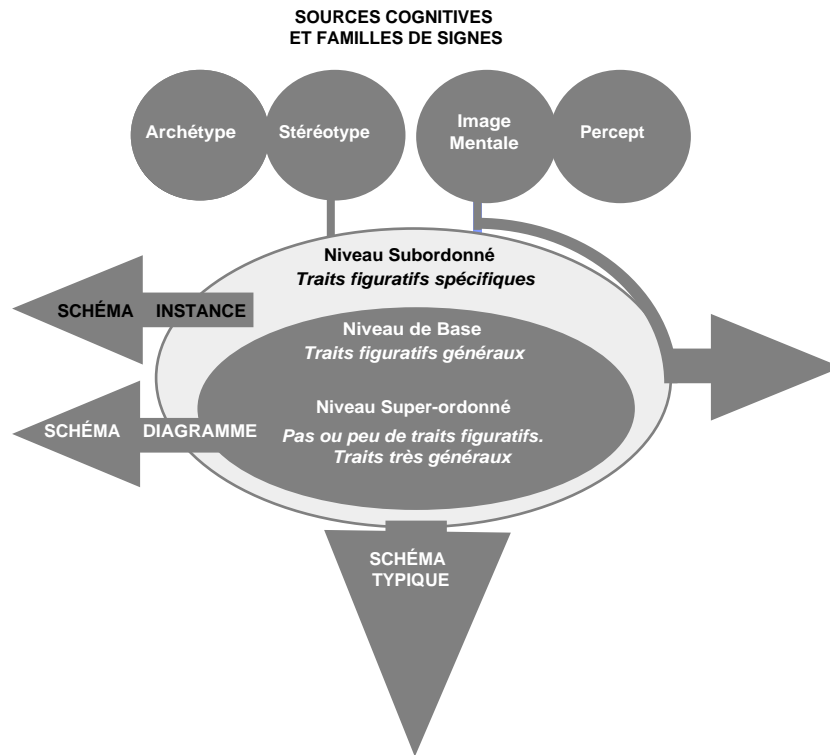 SOURCES COGNITIVES
ET FAMILLES DE SIGNES
Archétype
Stéréotype
Image
Mentale
Percept
Niveau Subordonné
Traits figuratifs spécifiques
SCHÉMA INSTANCE
Niveau de Base
Traits figuratifs généraux
Niveau Super-ordonné
SCHÉMA DIAGRAMME
Pas ou peu de traits figuratifs.
Traits très généraux
SCHÉMA
TYPIQUE